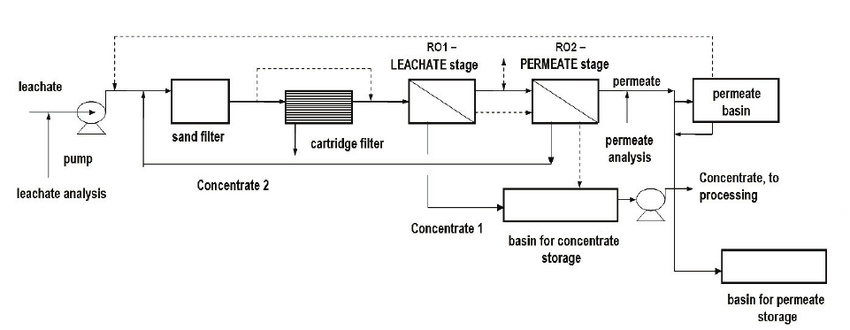 RO1 –
LEACHATE stage
RO2 –
PERMEATE stage
leachate
permeate
permeate
basin
sand filter
cartridge filter
permeate
analysis
pump
leachate analysis
Concentrate 2
Concentrate, to
processing
Concentrate 1
basin for concentrate
storage
basin for permeate
storage